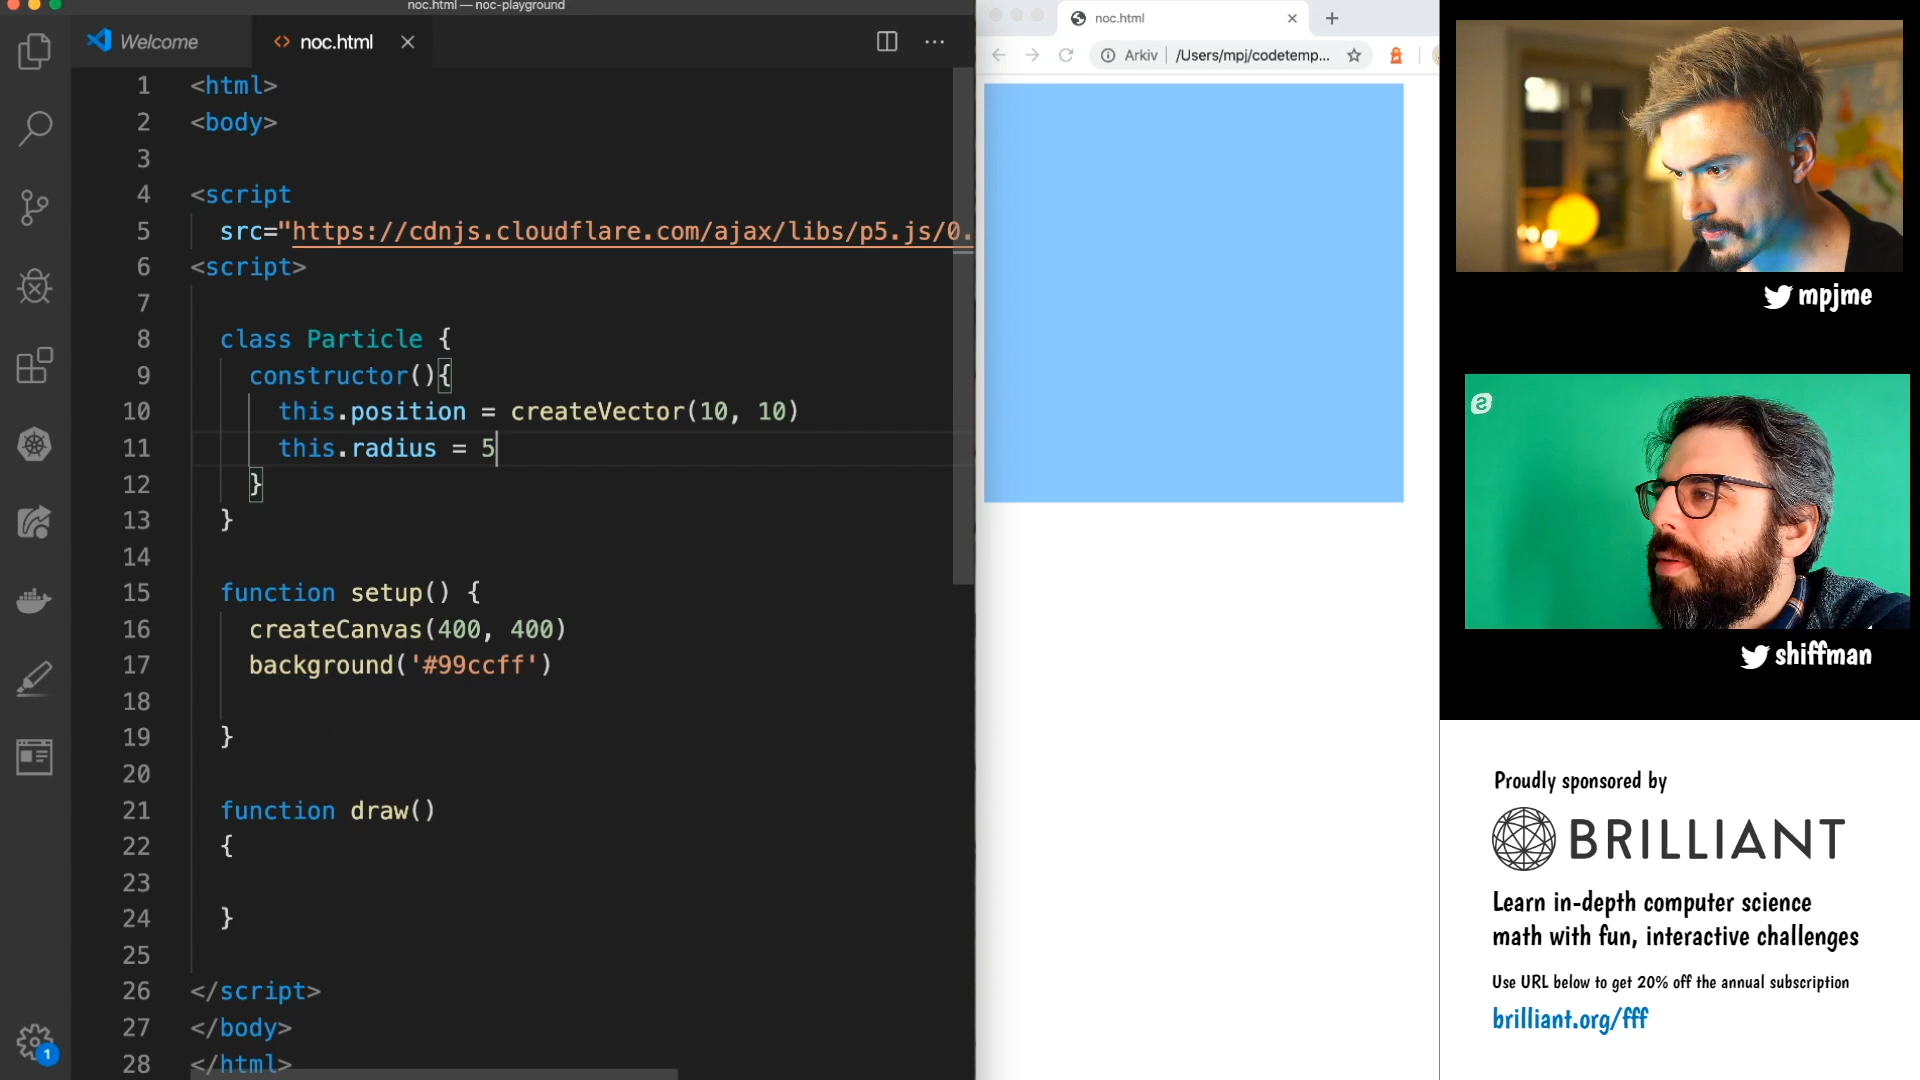 noc.html — noc-playground
Welcome
<> noc.html
1 <html>
2 <body>
3
4 <script
5 src="https://cdnjs.cloudflare.com/ajax/libs/p5.js/0.
6 <script>
7
8 class Particle {
9 constructor(){
10 this.position = createVector(10, 10)
11 this.radius = 5
12 }
13 }
14
15 function setup() {
16 createCanvas(400, 400)
17 background('#99ccff')
18
19 }
20
21 function draw()
22 {
23
24 }
25
26 </script>
27 </body>
28 </html>
1
noc.html
Arkiv | /Users/mpj/codetemp...
mpjme
shiffman
Proudly sponsored by
BRILLIANT
Learn in-depth computer science
math with fun, interactive challenges
Use URL below to get 20% off the annual subscription
brilliant.org/fff